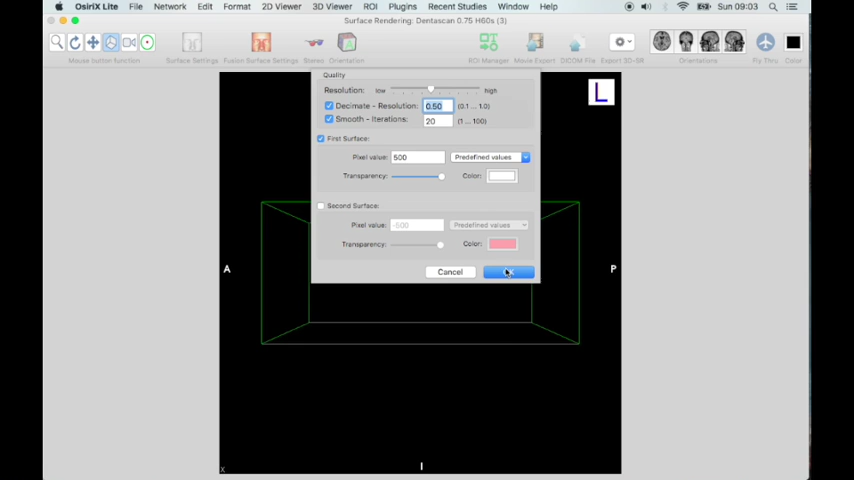 OsiriX Lite File Network Edit Format 2D Viewer 3D Viewer ROI Plugins Recent Studies Window Help Sun 09:03
Surface Rendering: Dentascan 0.75 H60s (3)
Mouse button function Surface Settings Fusion Surface Settings Stereo Orientation ROI Manager Movie Export DICOM File Export 3D-SR Orientations Fly Thru Color
Quality
Resolution: low high
Decimate - Resolution: 0.50 (0.1 ... 1.0)
Smooth - Iterations: 20 (1 ... 100)
L
First Surface:
Pixel value: 500 Predefined values
Transparency: Color:
Second Surface:
Pixel value: -500 Predefined values
Transparency: Color:
A P
Cancel
I
X